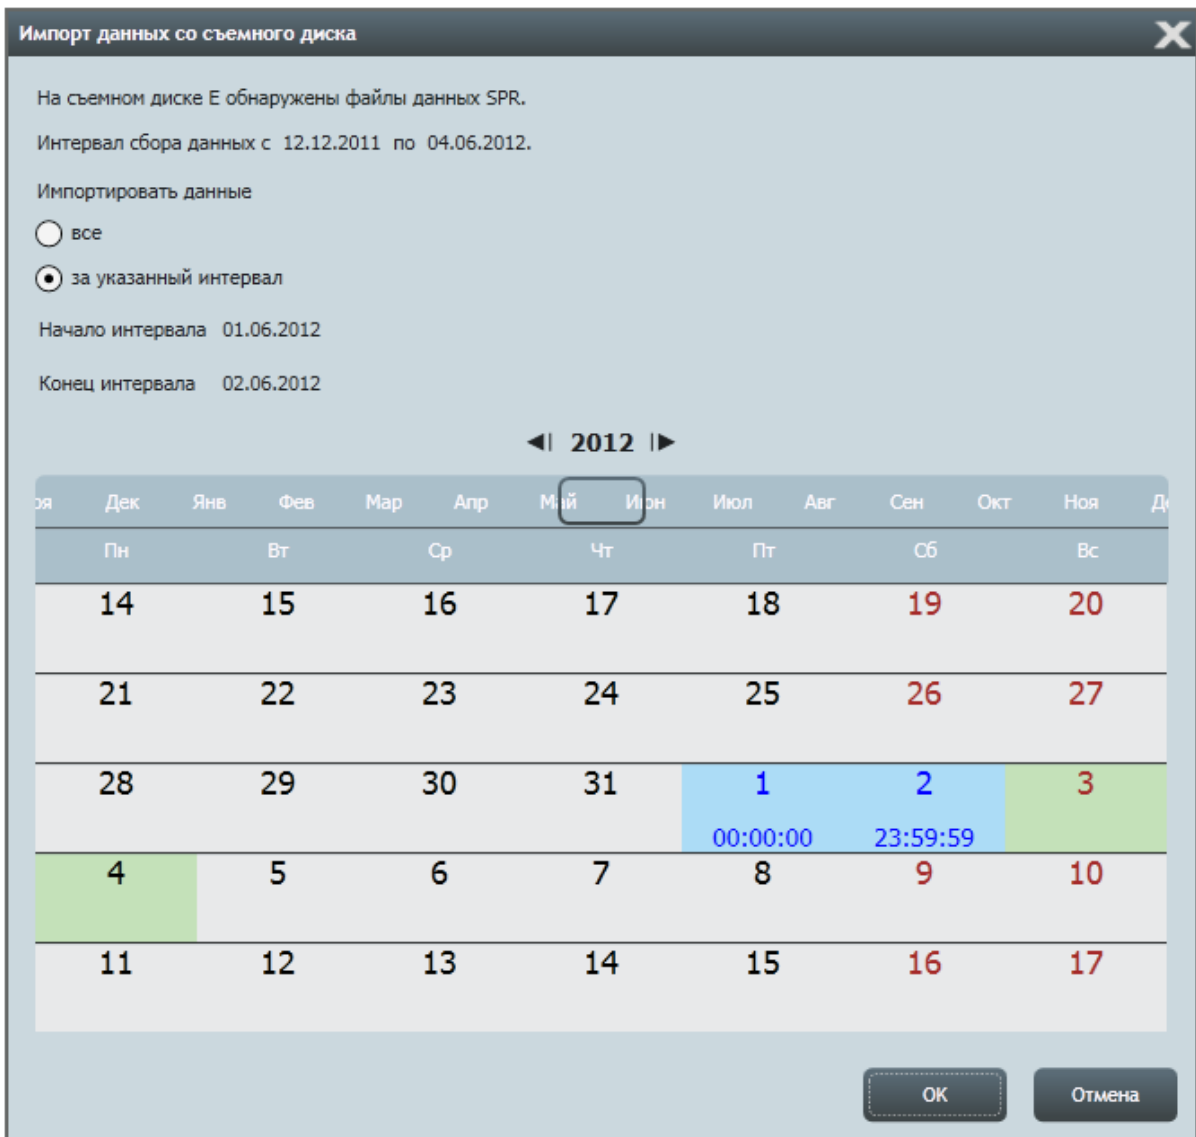 Импорт данных со съемного диска
На съемном диске E обнаружены файлы данных SPR.
Интервал сбора данных с 12.12.2011 по 04.06.2012.
Импортировать данные
все
за указанный интервал
Начало интервала 01.06.2012
Конец интервала 02.06.2012
2012
оя Дек Янв Фев Мар Апр Май Июн Июл Авг Сен Окт Ноя Де
Пн Вт Ср Чт Пт Сб Вс
14 15 16 17 18 19 20
21 22 23 24 25 26 27
28 29 30 31 1 2 3
00:00:00 23:59:59
4 5 6 7 8 9 10
11 12 13 14 15 16 17
OK Отмена